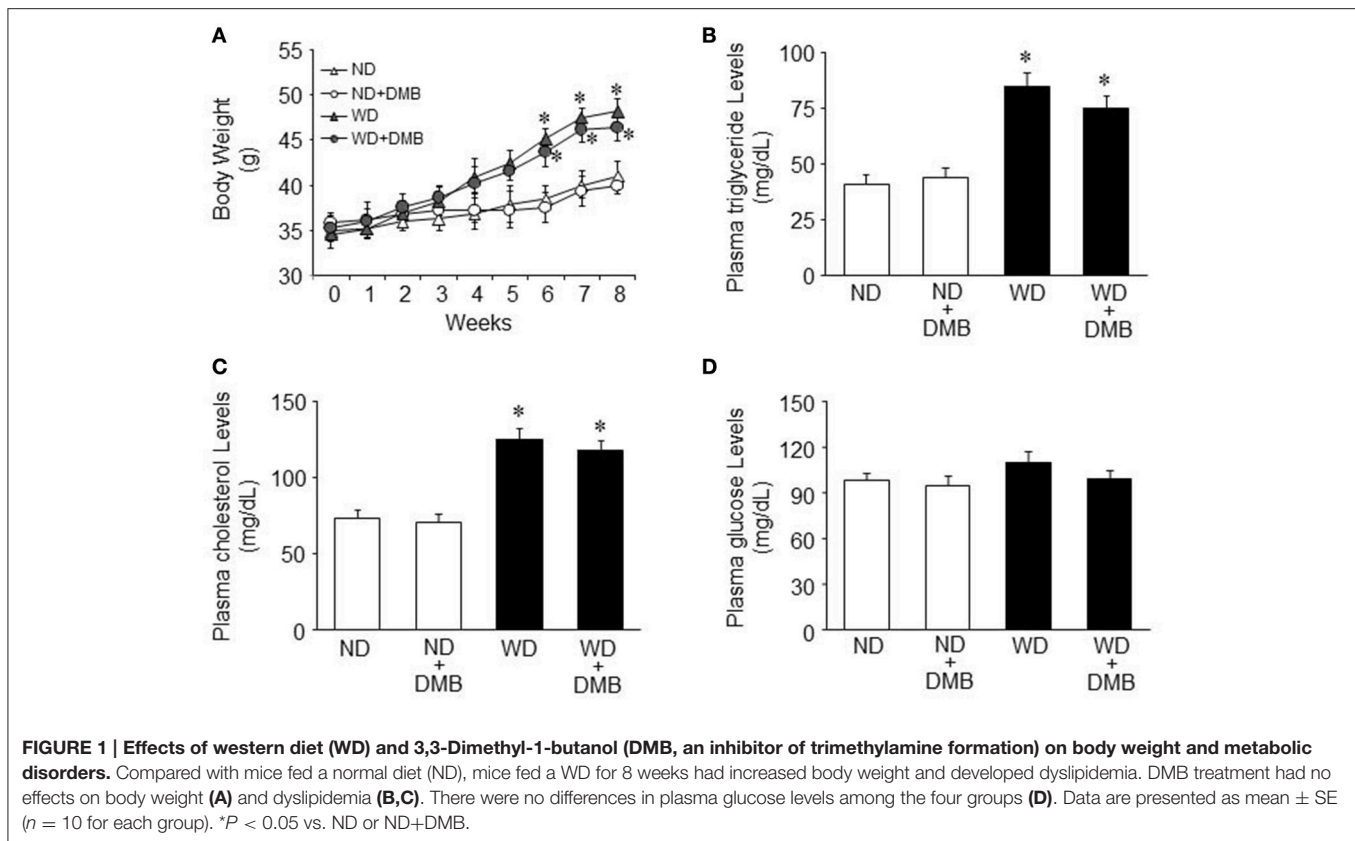 A
55
50
45
40
35
30
Body Weight
(g)
ND
ND+DMB
WD
WD+DMB
* * *
* * *
0 1 2 3 4 5 6 7 8
Weeks
B
100
75
50
25
0
Plasma triglyceride Levels
(mg/dL)
* *
ND ND WD WD
+ +
DMB DMB
C
150
100
50
0
Plasma cholesterol Levels
(mg/dL)
* *
ND ND WD WD
+ +
DMB DMB
D
150
120
90
60
30
0
Plasma glucose Levels
(mg/dL)
ND ND WD WD
+ +
DMB DMB
FIGURE 1 | Effects of western diet (WD) and 3,3-Dimethyl-1-butanol (DMB, an inhibitor of trimethylamine formation) on body weight and metabolic
disorders. Compared with mice fed a normal diet (ND), mice fed a WD for 8 weeks had increased body weight and developed dyslipidemia. DMB treatment had no
effects on body weight (A) and dyslipidemia (B,C). There were no differences in plasma glucose levels among the four groups (D). Data are presented as mean ± SE
(n = 10 for each group). *P < 0.05 vs. ND or ND+DMB.